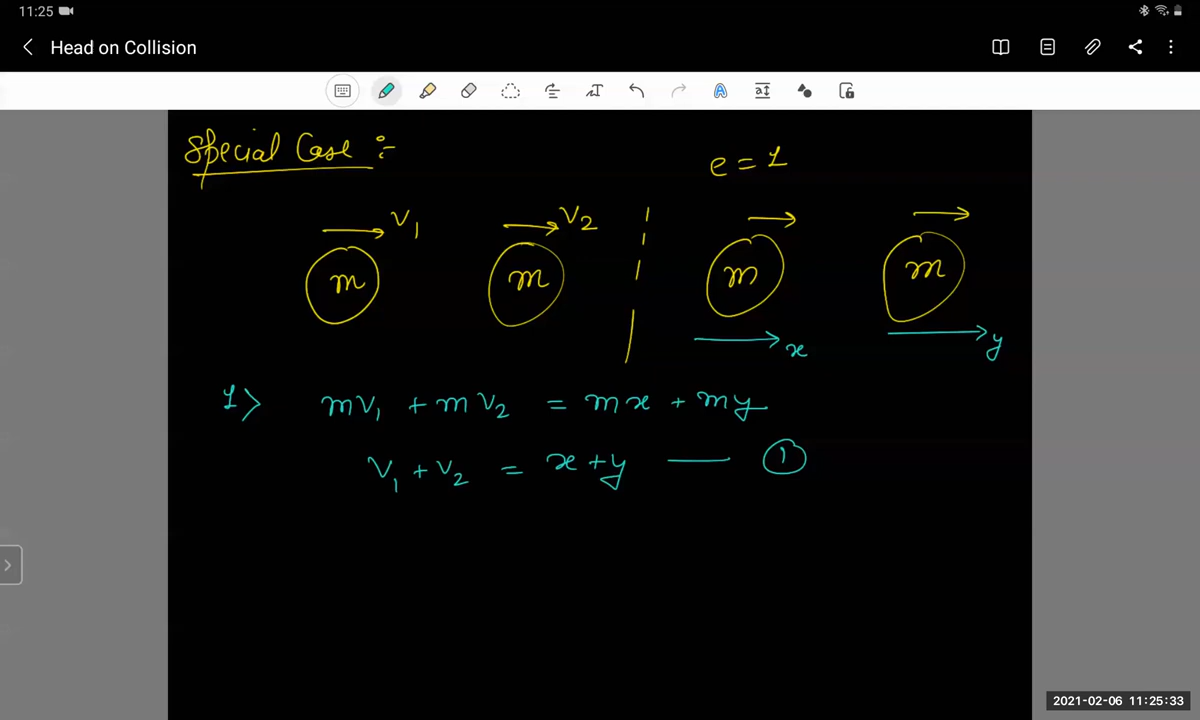 11:25
Head on Collision
Special Case :-
e = 1
V₁ V₂
m m m m
x y
1> mv₁ + mv₂ = mx + my
v₁ + v₂ = x + y — ①
2021-02-06 11:25:33